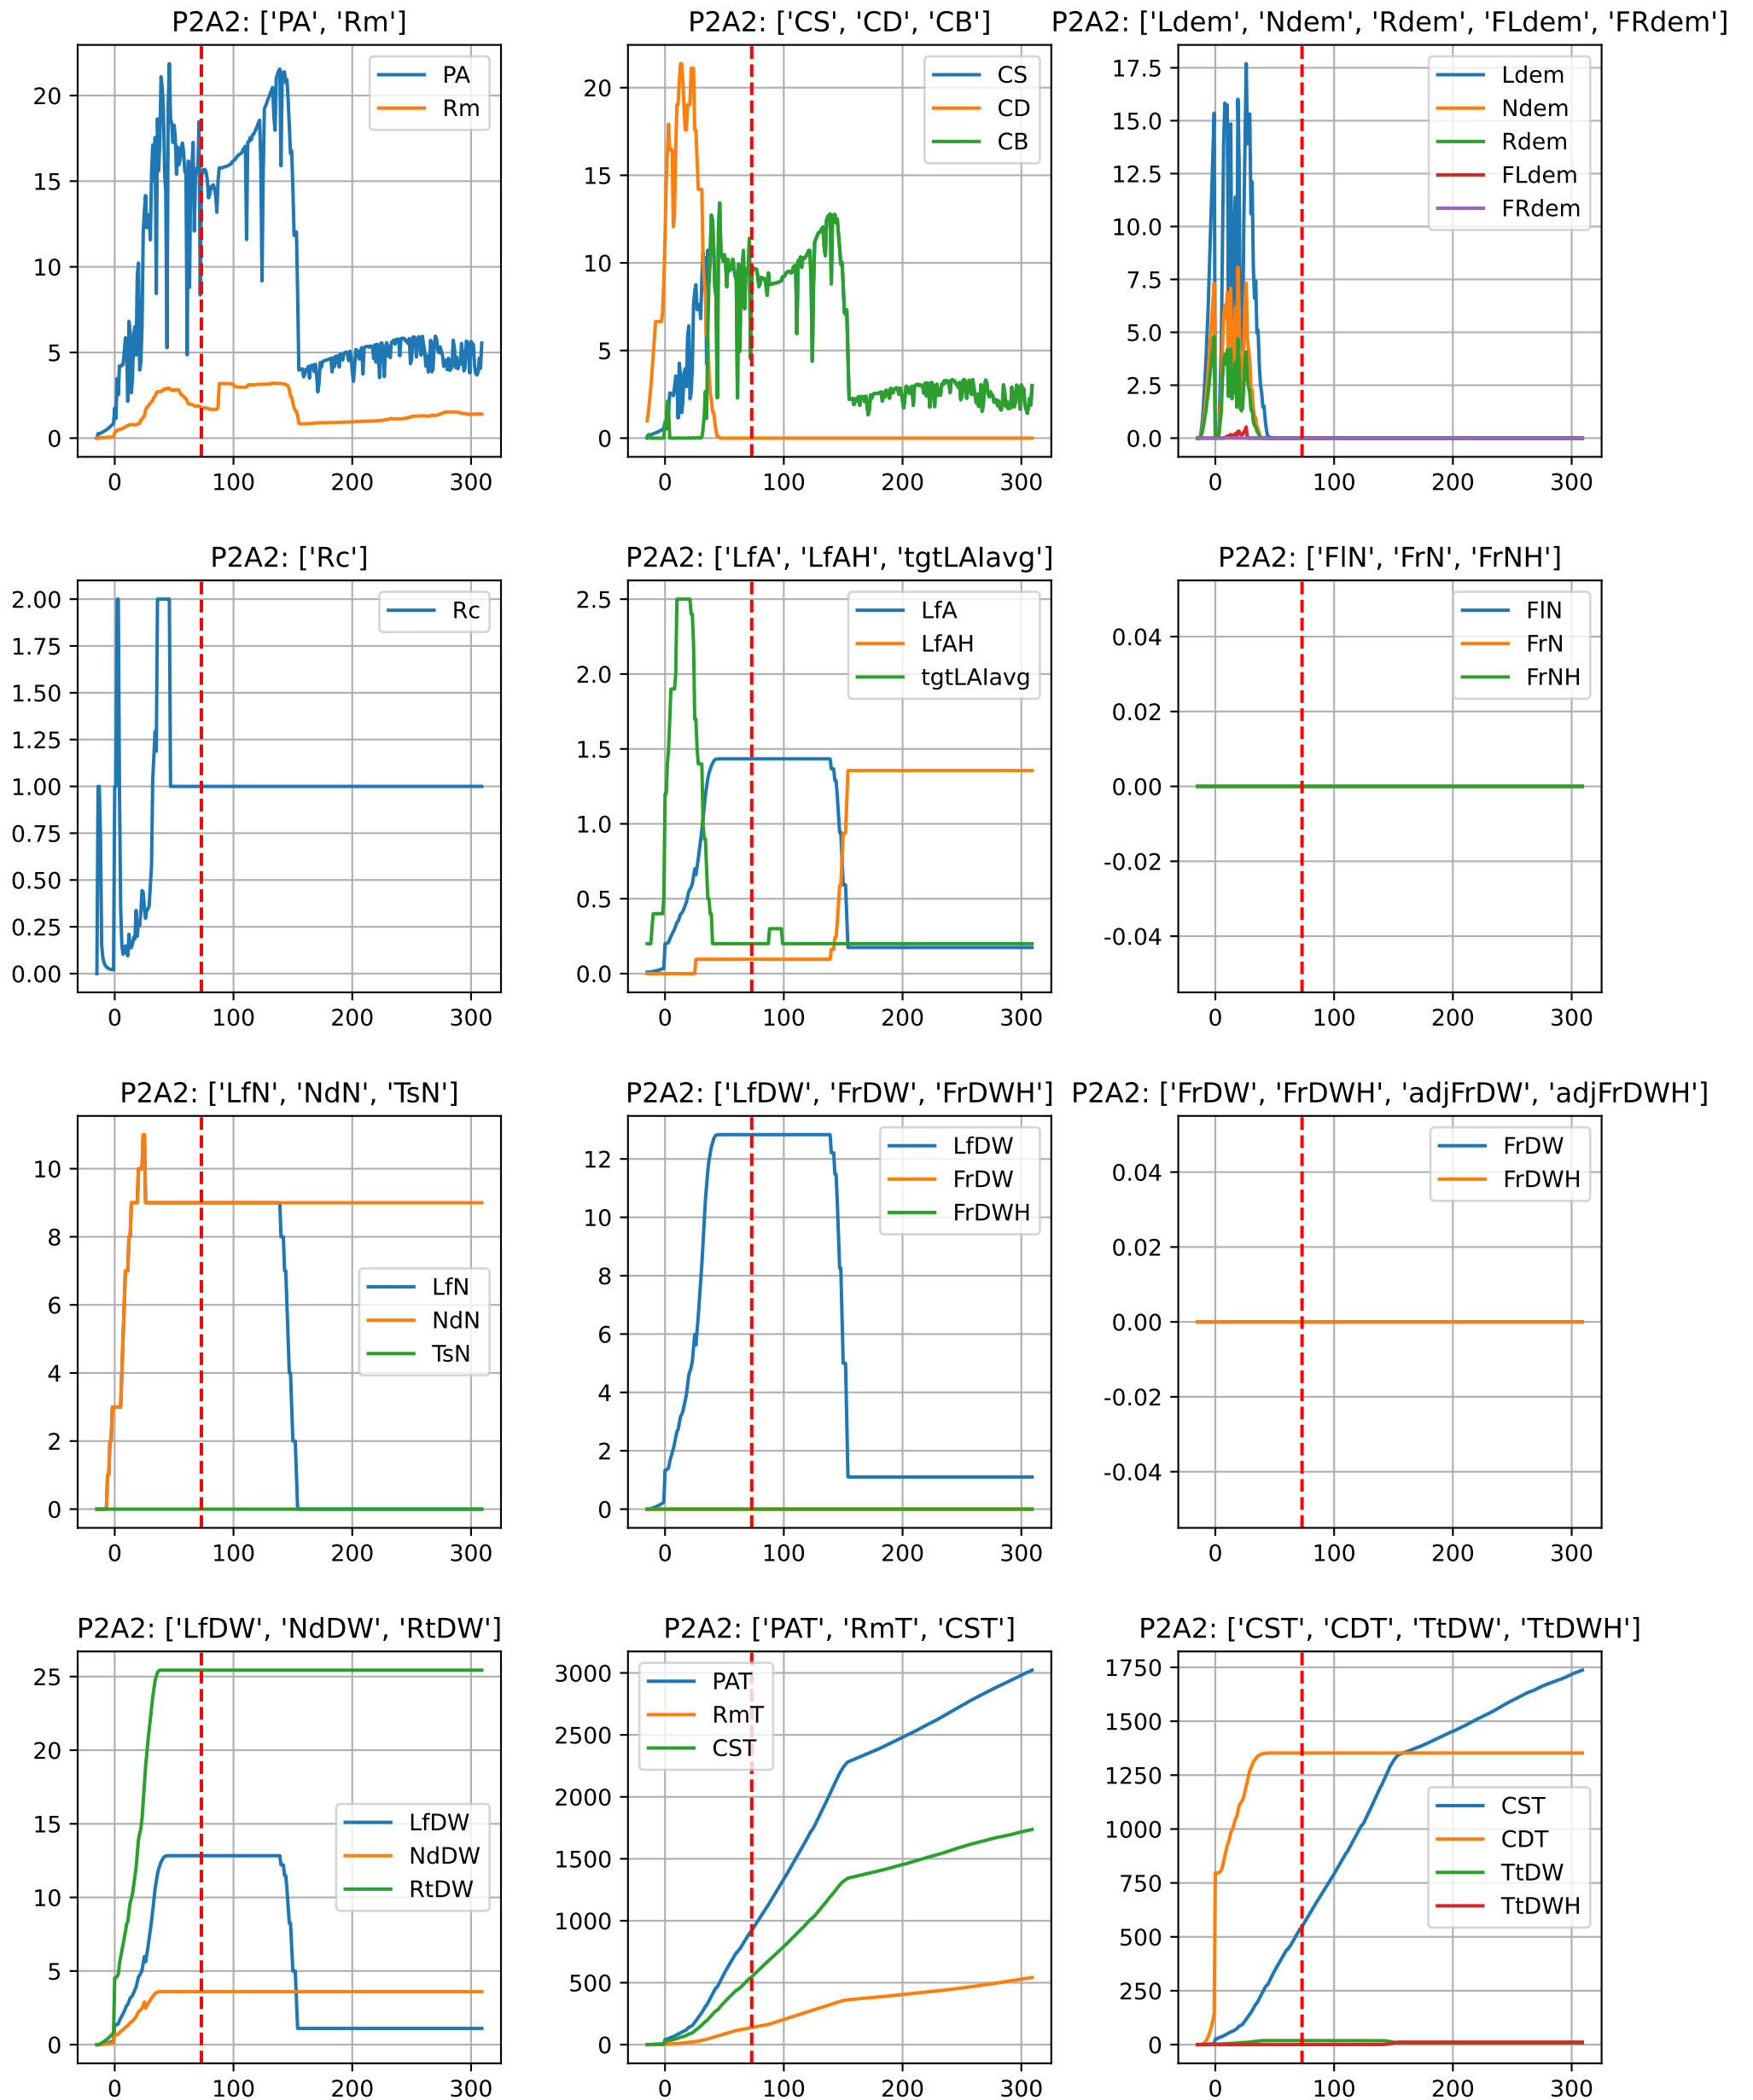 P2A2: ['PA', 'Rm']
PA
Rm
20
15
10
5
0
0 100 200 300
P2A2: ['CS', 'CD', 'CB']
CS
CD
CB
20
15
10
5
0
0 100 200 300
P2A2: ['Ldem', 'Ndem', 'Rdem', 'FLdem', 'FRdem']
Ldem
Ndem
Rdem
FLdem
FRdem
17.5
15.0
12.5
10.0
7.5
5.0
2.5
0.0
0 100 200 300
P2A2: ['Rc']
Rc
2.00
1.75
1.50
1.25
1.00
0.75
0.50
0.25
0.00
0 100 200 300
P2A2: ['LfA', 'LfAH', 'tgtLAIavg']
LfA
LfAH
tgtLAIavg
2.5
2.0
1.5
1.0
0.5
0.0
0 100 200 300
P2A2: ['FlN', 'FrN', 'FrNH']
FlN
FrN
FrNH
0.04
0.02
0.00
-0.02
-0.04
0 100 200 300
P2A2: ['LfN', 'NdN', 'TsN']
LfN
NdN
TsN
10
8
6
4
2
0
0 100 200 300
P2A2: ['LfDW', 'FrDW', 'FrDWH']
LfDW
FrDW
FrDWH
12
10
8
6
4
2
0
0 100 200 300
P2A2: ['FrDW', 'FrDWH', 'adjFrDW', 'adjFrDWH']
FrDW
FrDWH
0.04
0.02
0.00
-0.02
-0.04
0 100 200 300
P2A2: ['LfDW', 'NdDW', 'RtDW']
LfDW
NdDW
RtDW
25
20
15
10
5
0
0 100 200 300
P2A2: ['PAT', 'RmT', 'CST']
PAT
RmT
CST
3000
2500
2000
1500
1000
500
0
0 100 200 300
P2A2: ['CST', 'CDT', 'TtDW', 'TtDWH']
CST
CDT
TtDW
TtDWH
1750
1500
1250
1000
750
500
250
0
0 100 200 300